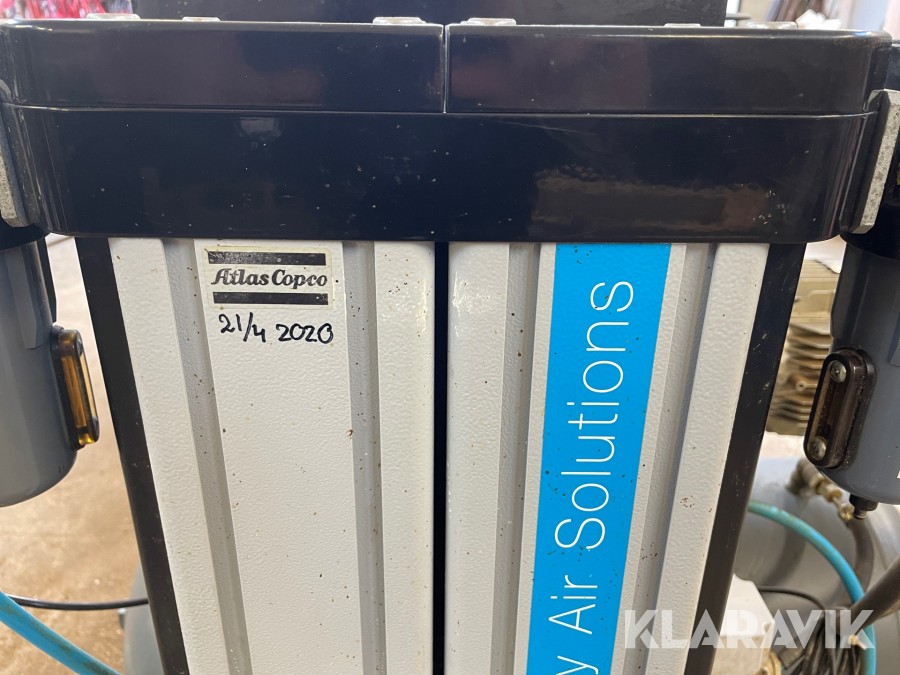 Atlas Copco
21/4 2020
y Air Solutions
KLARAVIK